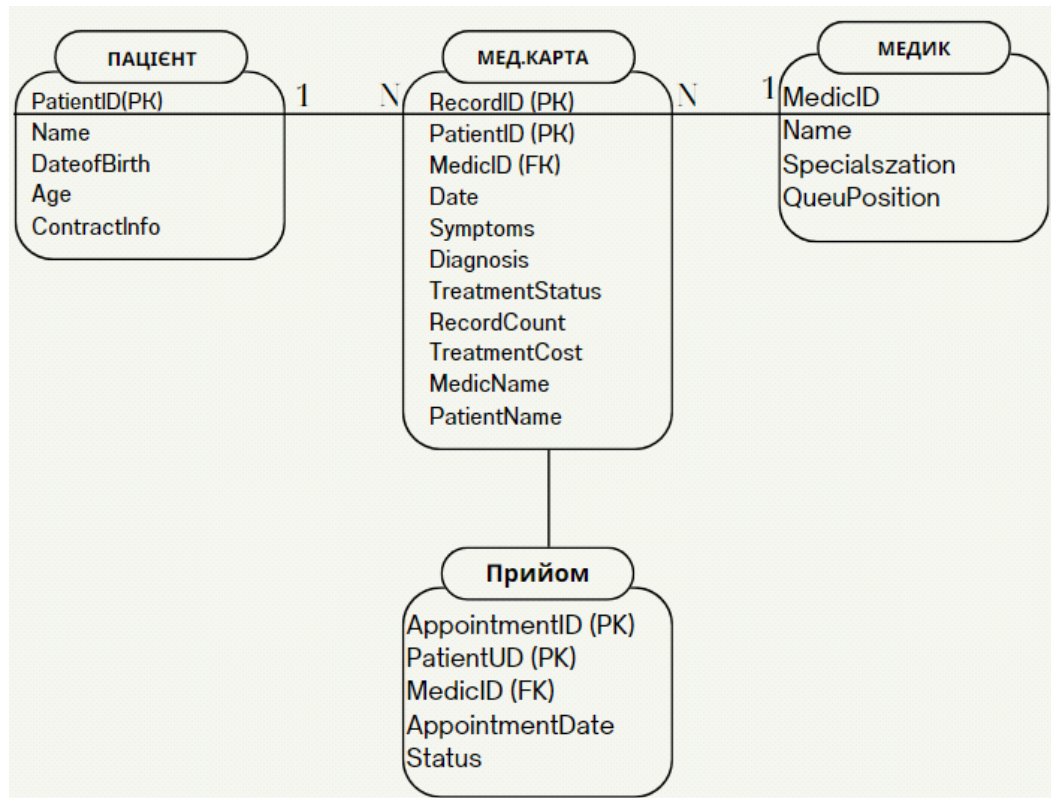 ПАЦІЄНТ
PatientID(PK)
Name
DateofBirth
Age
ContractInfo
1
N
МЕД.КАРТА
RecordID (PK)
PatientID (PK)
MedicID (FK)
Date
Symptoms
Diagnosis
TreatmentStatus
RecordCount
TreatmentCost
MedicName
PatientName
N
1
МЕДИК
MedicID
Name
Specialszation
QueuPosition
Прийом
AppointmentID (PK)
PatientUD (PK)
MedicID (FK)
AppointmentDate
Status